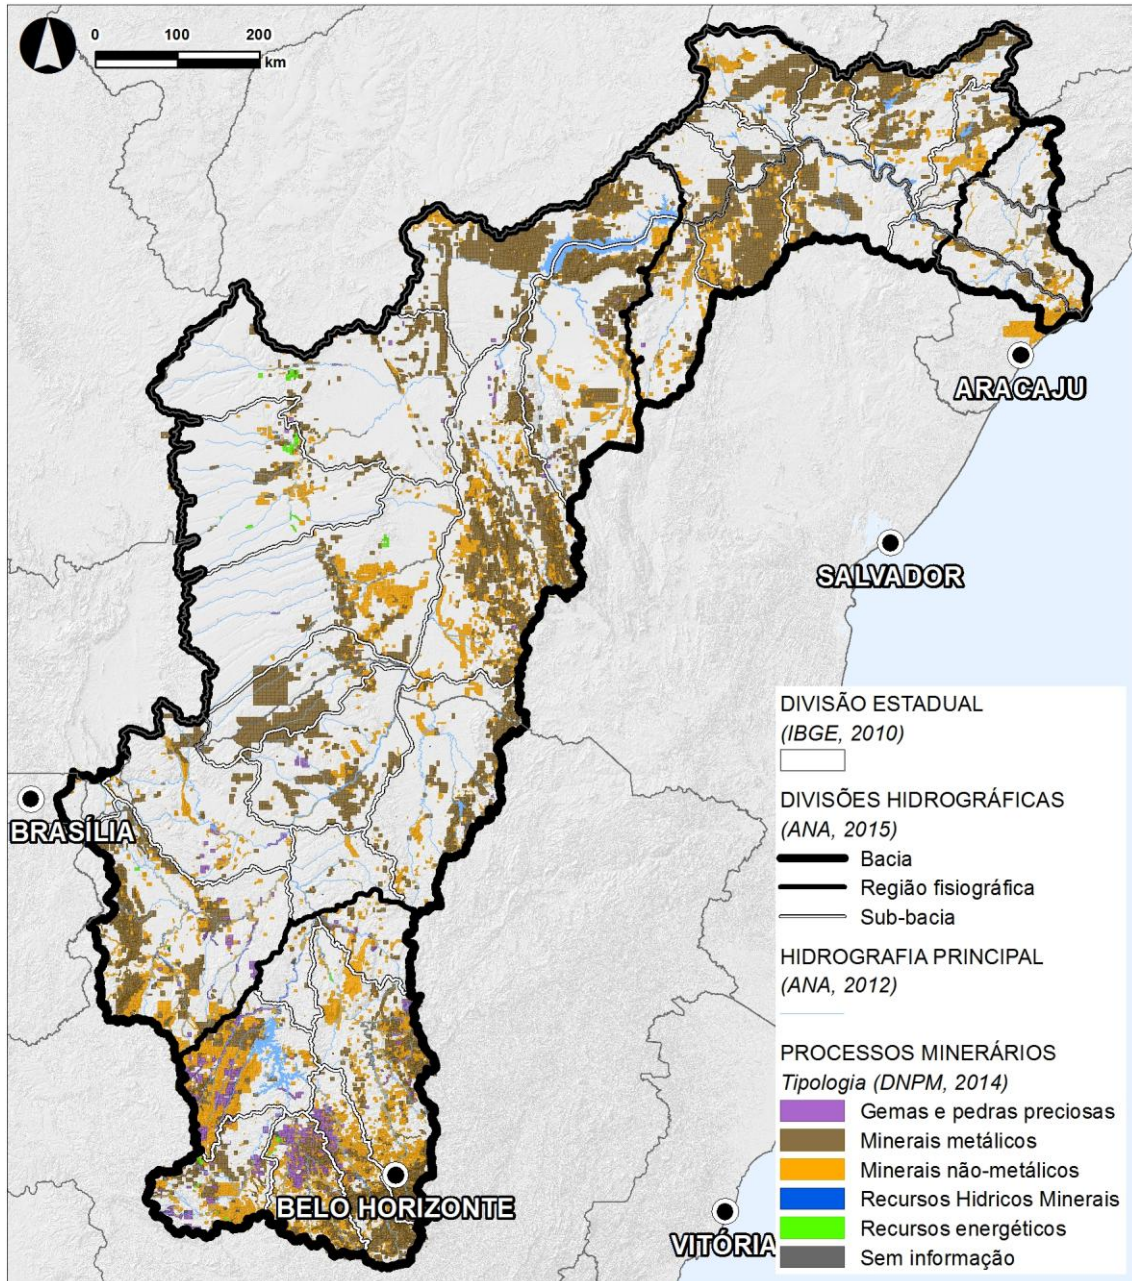 0 100 200
km
ARACAJU
SALVADOR
BRASÍLIA
BELO HORIZONTE
VITÓRIA
DIVISÃO ESTADUAL
(IBGE, 2010)
DIVISÕES HIDROGRÁFICAS
(ANA, 2015)
Bacia
Região fisiográfica
Sub-bacia
HIDROGRAFIA PRINCIPAL
(ANA, 2012)
PROCESSOS MINERÁRIOS
Tipologia (DNPM, 2014)
Gemas e pedras preciosas
Minerais metálicos
Minerais não-metálicos
Recursos Hidricos Minerais
Recursos energéticos
Sem informação